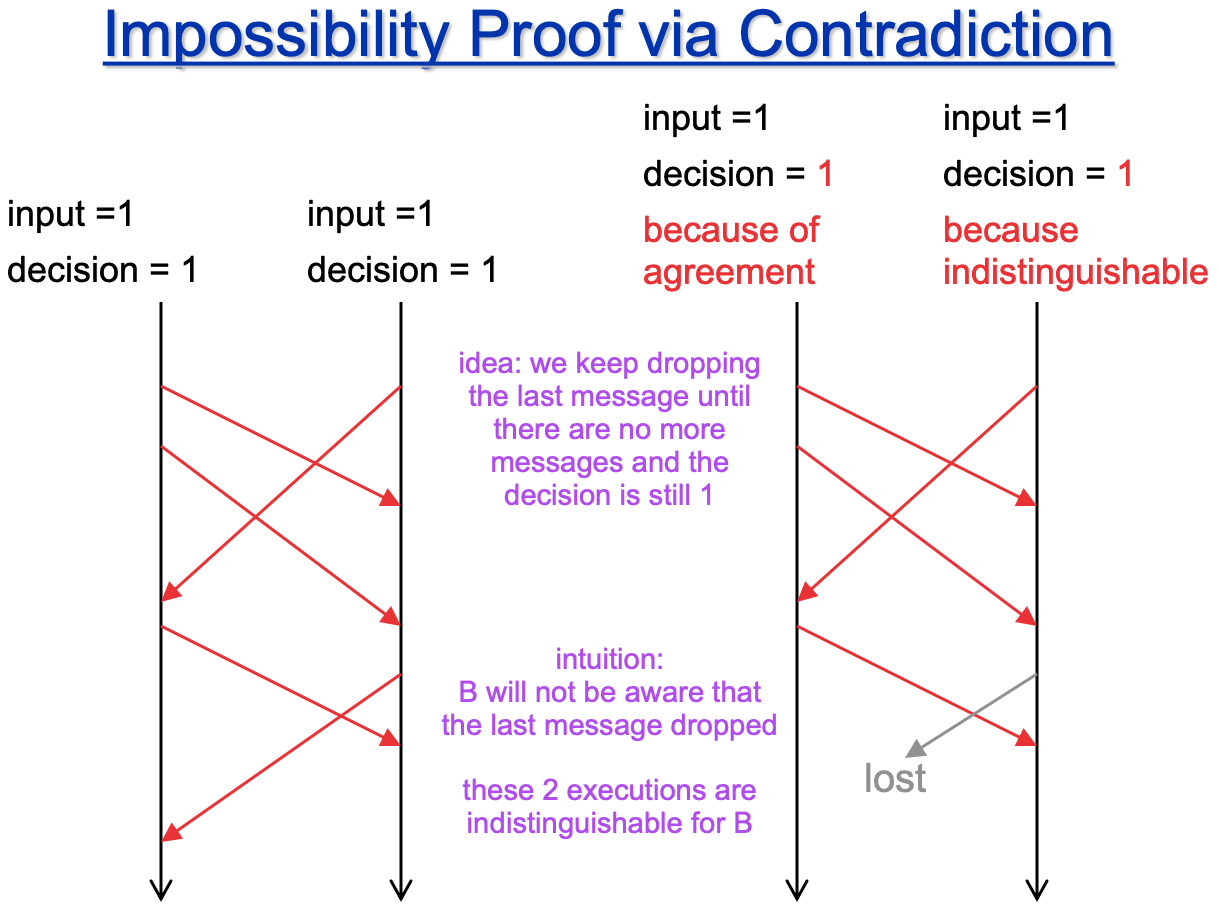 Impossibility Proof via Contradiction
input =1
decision = 1
input =1
decision = 1
input =1
decision = 1
because of
agreement
input =1
decision = 1
because
indistinguishable
idea: we keep dropping
the last message until
there are no more
messages and the
decision is still 1
intuition:
B will not be aware that
the last message dropped
these 2 executions are
indistinguishable for B
lost